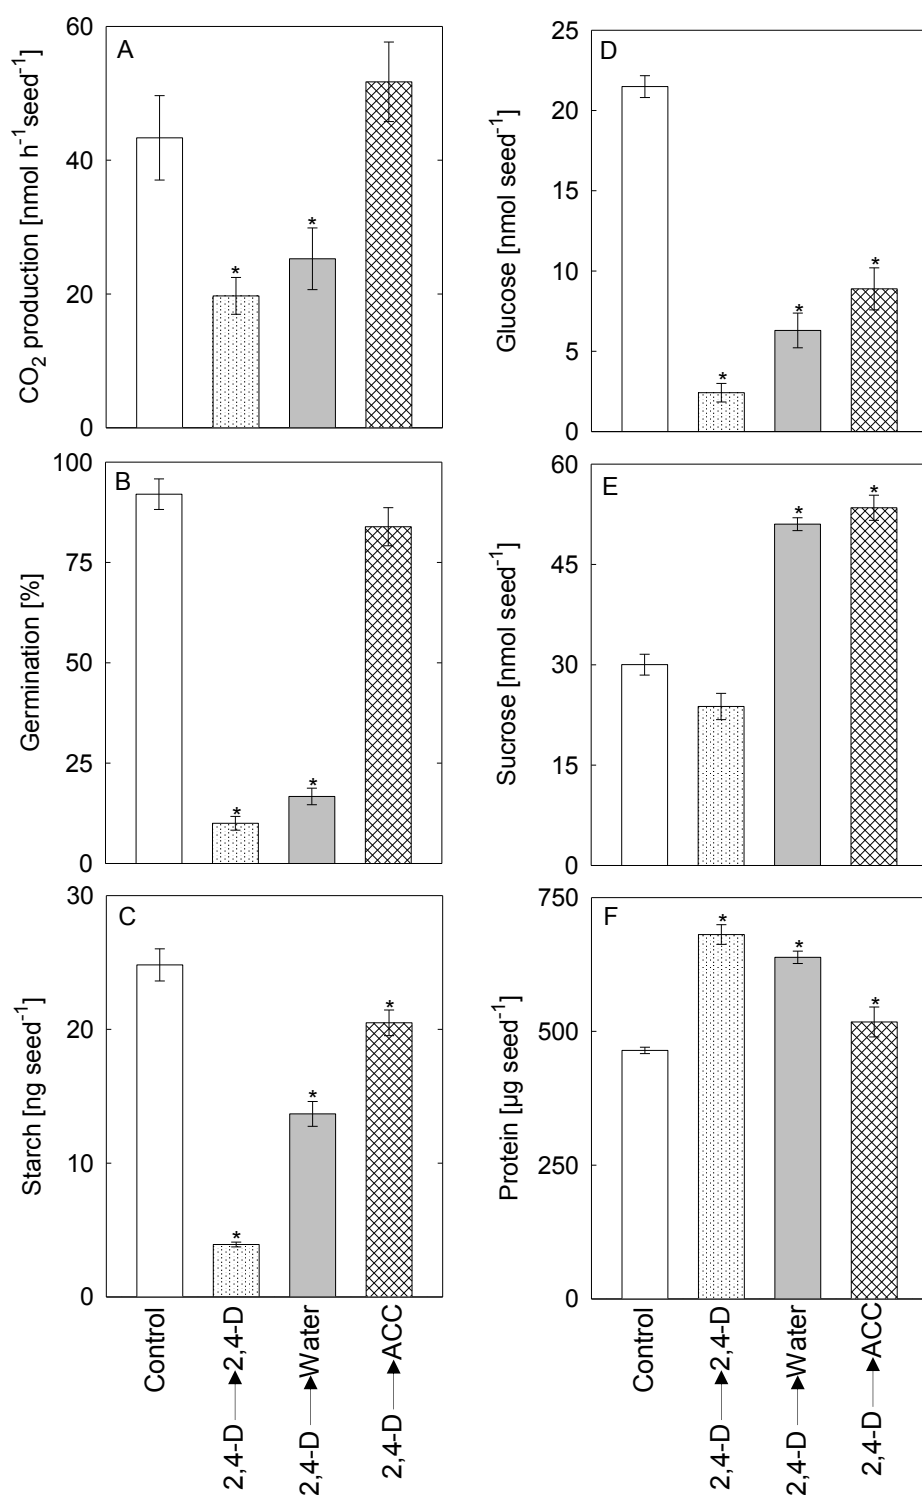 A
CO₂ production [nmol h⁻¹seed⁻¹]
60
40
20
0
*
*
D
Glucose [nmol seed⁻¹]
25
20
15
10
5
0
*
*
*
B
Germination [%]
100
75
50
25
0
*
*
E
Sucrose [nmol seed⁻¹]
60
45
30
15
0
*
*
C
Starch [ng seed⁻¹]
30
20
10
0
*
*
*
F
Protein [µg seed⁻¹]
750
500
250
0
*
*
*
Control
2,4-D→2,4-D
2,4-D→Water
2,4-D→ACC
Control
2,4-D→2,4-D
2,4-D→Water
2,4-D→ACC